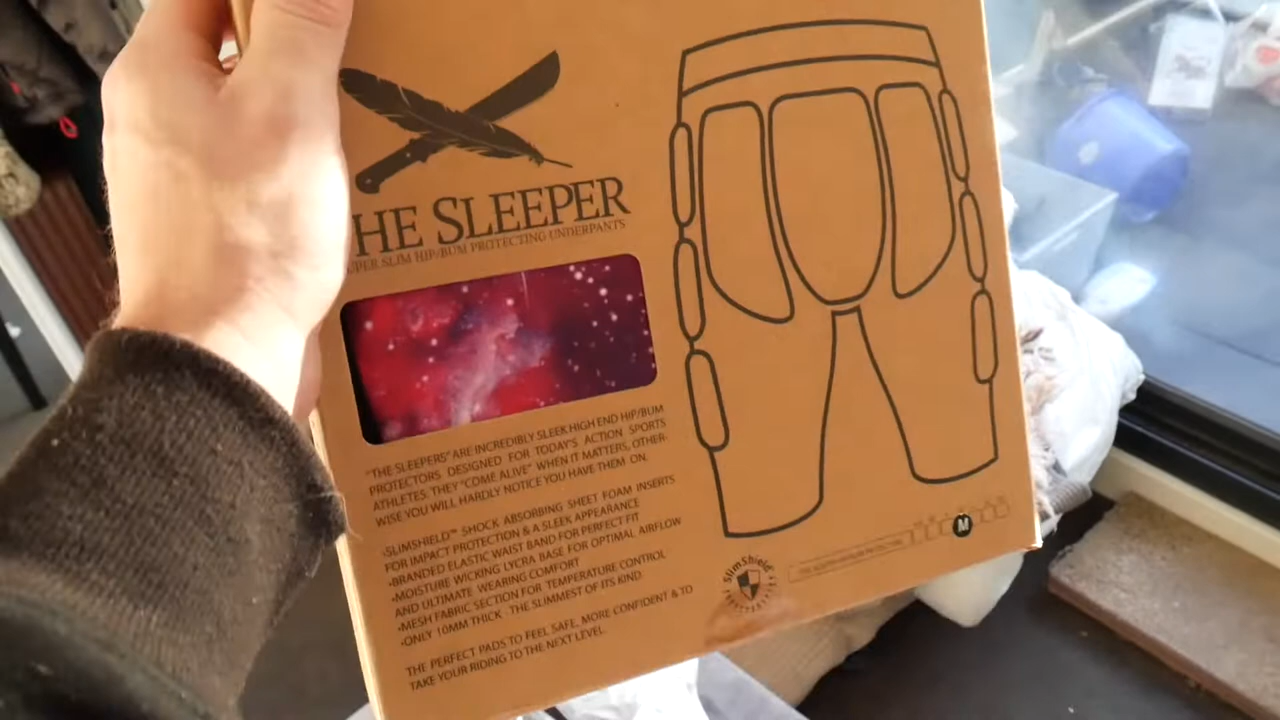 THE SLEEPER
SUPER SLIM HIP/BUM PROTECTING UNDERPANTS
"THE SLEEPERS" ARE INCREDIBLY SLEEK HIGH END HIP/BUM
PROTECTORS DESIGNED FOR TODAY'S ACTION SPORTS
ATHLETES. THEY "COME ALIVE" WHEN IT MATTERS, OTHER-
WISE YOU WILL HARDLY NOTICE YOU HAVE THEM ON.
•SLIMSHIELD™ SHOCK ABSORBING SHEET FOAM INSERTS
FOR IMPACT PROTECTION & A SLEEK APPEARANCE
•BRANDED ELASTIC WAIST BAND FOR PERFECT FIT
•MOISTURE WICKING LYCRA BASE FOR OPTIMAL AIRFLOW
AND ULTIMATE WEARING COMFORT
•MESH FABRIC SECTION FOR TEMPERATURE CONTROL
•ONLY 10MM THICK . THE SLIMMEST OF ITS KIND
THE PERFECT PADS TO FEEL SAFE, MORE CONFIDENT & TO
TAKE YOUR RIDING TO THE NEXT LEVEL.
SlimShield
M